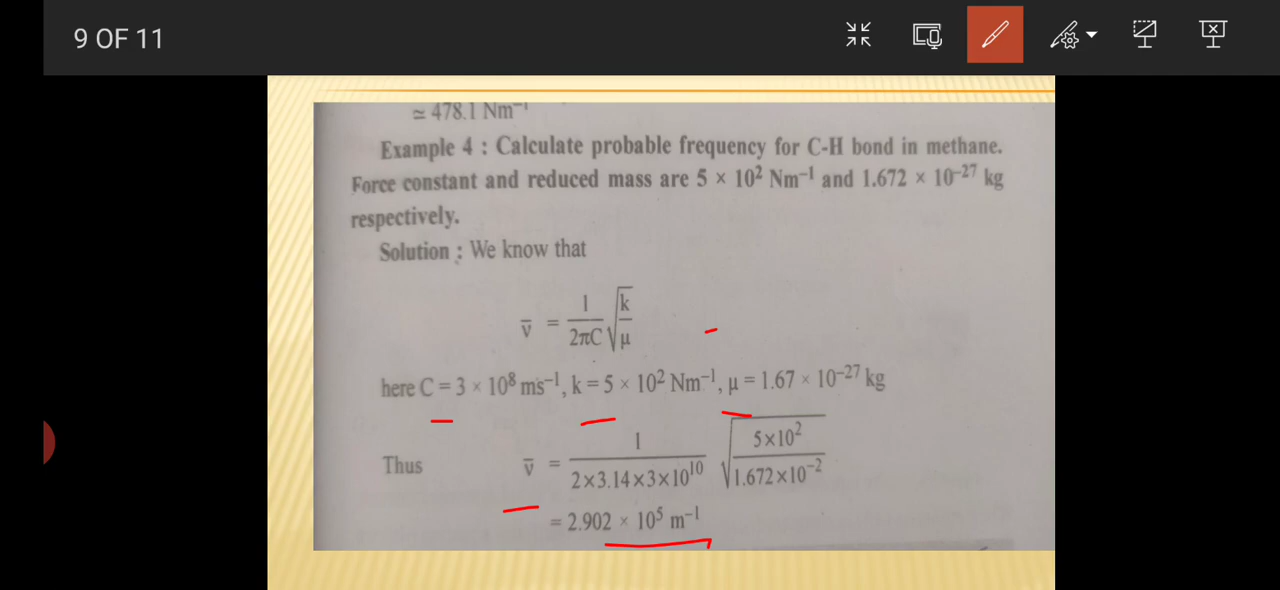 9 OF 11
≃ 478.1 Nm⁻¹
Example 4 : Calculate probable frequency for C-H bond in methane.
Force constant and reduced mass are 5 × 10² Nm⁻¹ and 1.672 × 10⁻²⁷ kg
respectively.
Solution : We know that
ν̅ = 1/2πC √k/μ
here C = 3 × 10⁸ ms⁻¹, k = 5 × 10² Nm⁻¹, μ = 1.67 × 10⁻²⁷ kg
Thus ν̅ = 1/2×3.14×3×10¹⁰ √5×10²/1.672×10⁻²
= 2.902 × 10⁵ m⁻¹